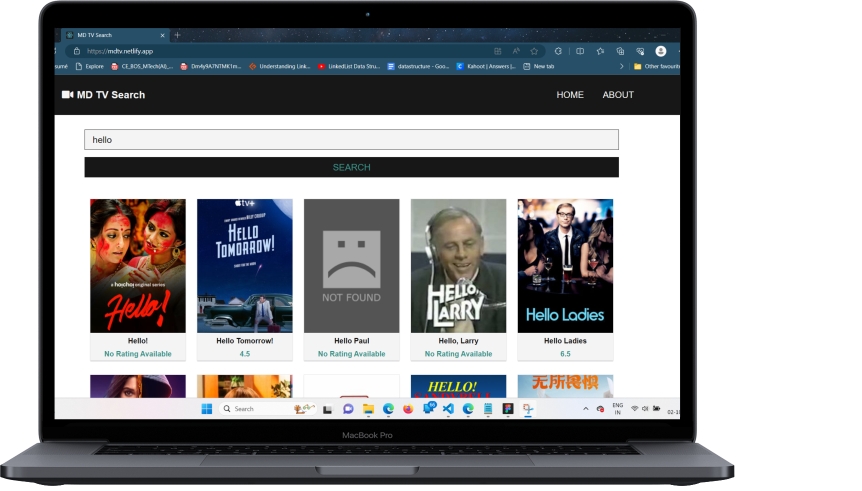 MD TV Search
https://mdtv.netlify.app
sumé
Explore
CE_BOS_MTech(AI)_...
Dm4y9A7NTMK1m...
Understanding Link...
LinkedList Data Stru...
datastructure - Goo...
Kahoot | Answers |...
New tab
Other favourit
MD TV Search
HOME
ABOUT
hello
SEARCH
a hoichoi original series
Hello!
Hello!
No Rating Available
tv+
HELLO
TOMORROW!
Hello Tomorrow!
4.5
NOT FOUND
Hello Paul
No Rating Available
HELLO,
LARRY
Hello, Larry
No Rating Available
Hello Ladies
Hello Ladies
6.5
HELLO!
Search
ENG
IN
MacBook Pro